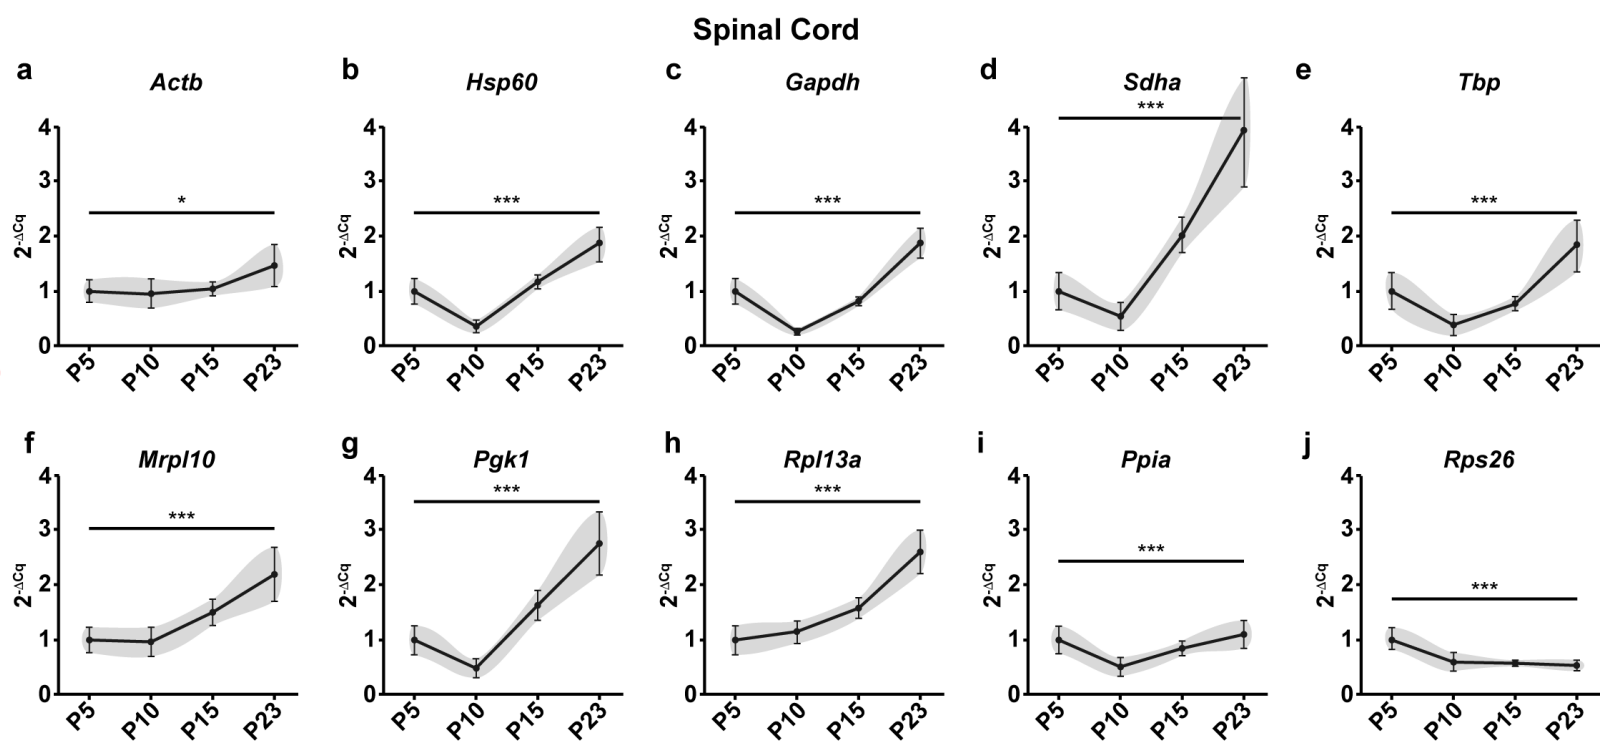 Spinal Cord
a
Actb
4
3
2
1
0
2-ΔCq
*
P5
P10
P15
P23
b
Hsp60
4
3
2
1
0
2-ΔCq
***
P5
P10
P15
P23
c
Gapdh
4
3
2
1
0
2-ΔCq
***
P5
P10
P15
P23
d
Sdha
4
3
2
1
0
2-ΔCq
***
P5
P10
P15
P23
e
Tbp
4
3
2
1
0
2-ΔCq
***
P5
P10
P15
P23
f
Mrpl10
4
3
2
1
0
2-ΔCq
***
P5
P10
P15
P23
g
Pgk1
4
3
2
1
0
2-ΔCq
***
P5
P10
P15
P23
h
Rpl13a
4
3
2
1
0
2-ΔCq
***
P5
P10
P15
P23
i
Ppia
4
3
2
1
0
2-ΔCq
***
P5
P10
P15
P23
j
Rps26
4
3
2
1
0
2-ΔCq
***
P5
P10
P15
P23